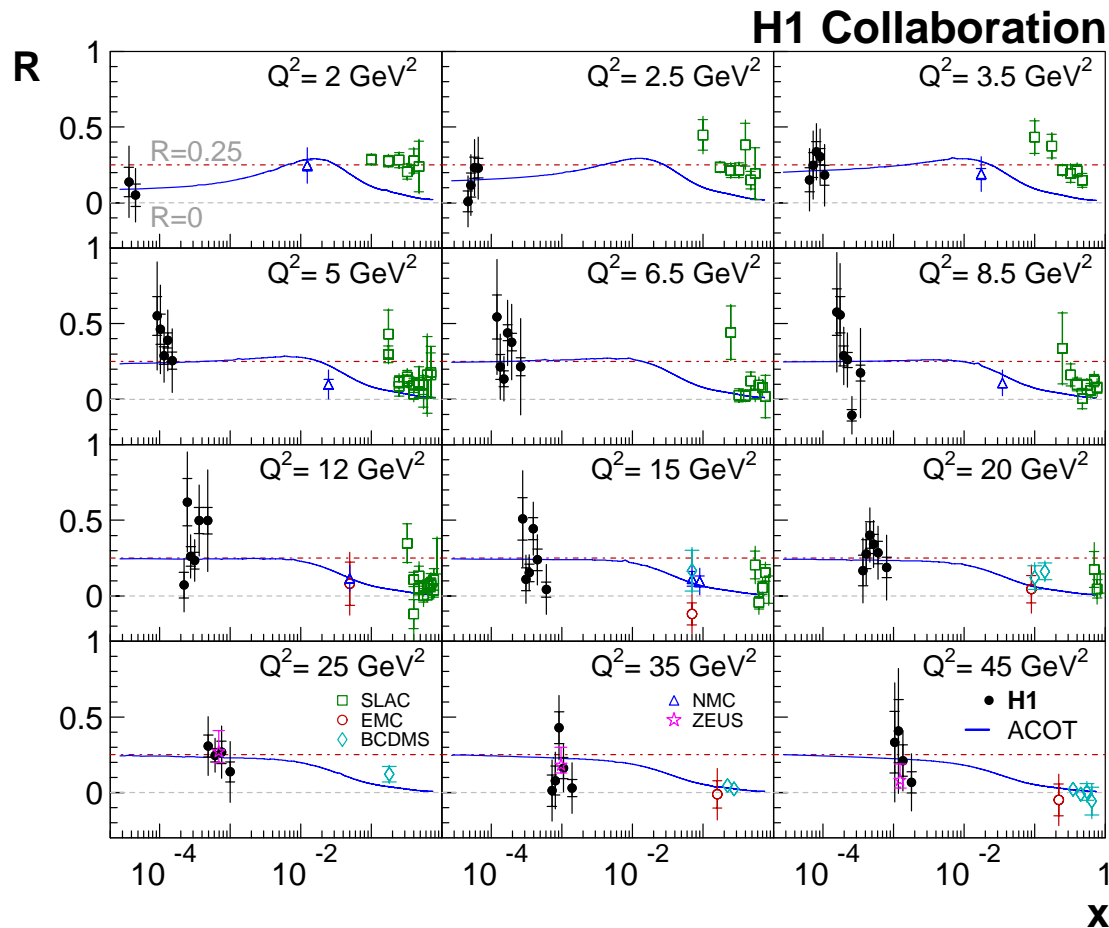 H1 Collaboration
R
1
Q² = 2 GeV²
Q² = 2.5 GeV²
Q² = 3.5 GeV²
0.5
R=0.25
0
R=0
1
Q² = 5 GeV²
Q² = 6.5 GeV²
Q² = 8.5 GeV²
0.5
0
1
Q² = 12 GeV²
Q² = 15 GeV²
Q² = 20 GeV²
0.5
0
1
Q² = 25 GeV²
Q² = 35 GeV²
Q² = 45 GeV²
SLAC
NMC
H1
0.5
EMC
ZEUS
ACOT
BCDMS
0
10⁻⁴ 10⁻² 10⁻⁴ 10⁻² 10⁻⁴ 10⁻² 1
x